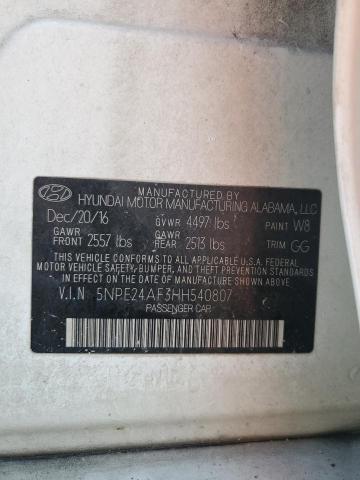 MANUFACTURED BY
HYUNDAI MOTOR MANUFACTURING ALABAMA, LLC
Dec/20/16 GVWR 4497 lbs PAINT W8
GAWR FRONT 2557 lbs GAWR REAR 2513 lbs TRIM GG
THIS VEHICLE CONFORMS TO ALL APPLICABLE U.S.A. FEDERAL
MOTOR VEHICLE SAFETY, BUMPER, AND THEFT PREVENTION STANDARDS
IN EFFECT ON THE DATE OF MANUFACTURE SHOWN ABOVE.
V.I.N 5NPE24AF3HH540807
PASSENGER CAR